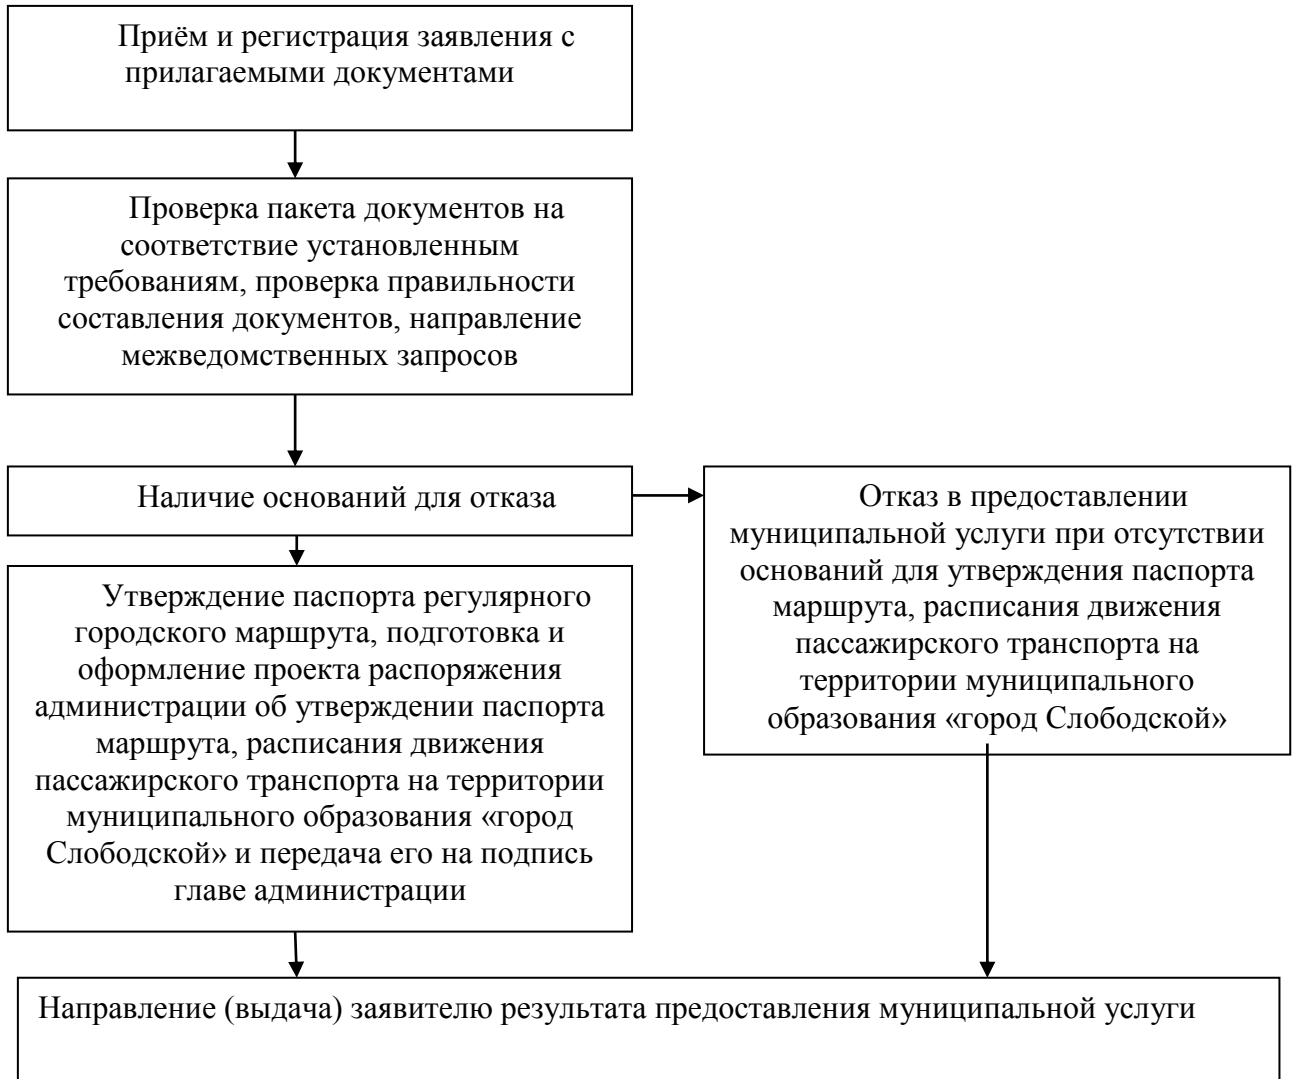 Приём и регистрация заявления с
прилагаемыми документами
Проверка пакета документов на
соответствие установленным
требованиям, проверка правильности
составления документов, направление
межведомственных запросов
Наличие оснований для отказа
Отказ в предоставлении
муниципальной услуги при отсутствии
оснований для утверждения паспорта
маршрута, расписания движения
пассажирского транспорта на
территории муниципального
образования «город Слободской»
Утверждение паспорта регулярного
городского маршрута, подготовка и
оформление проекта распоряжения
администрации об утверждении паспорта
маршрута, расписания движения
пассажирского транспорта на территории
муниципального образования «город
Слободской» и передача его на подпись
главе администрации
Направление (выдача) заявителю результата предоставления муниципальной услуги